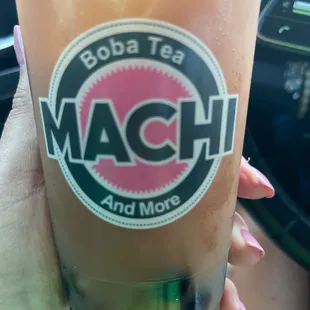 Boba Tea
MACHI
And More